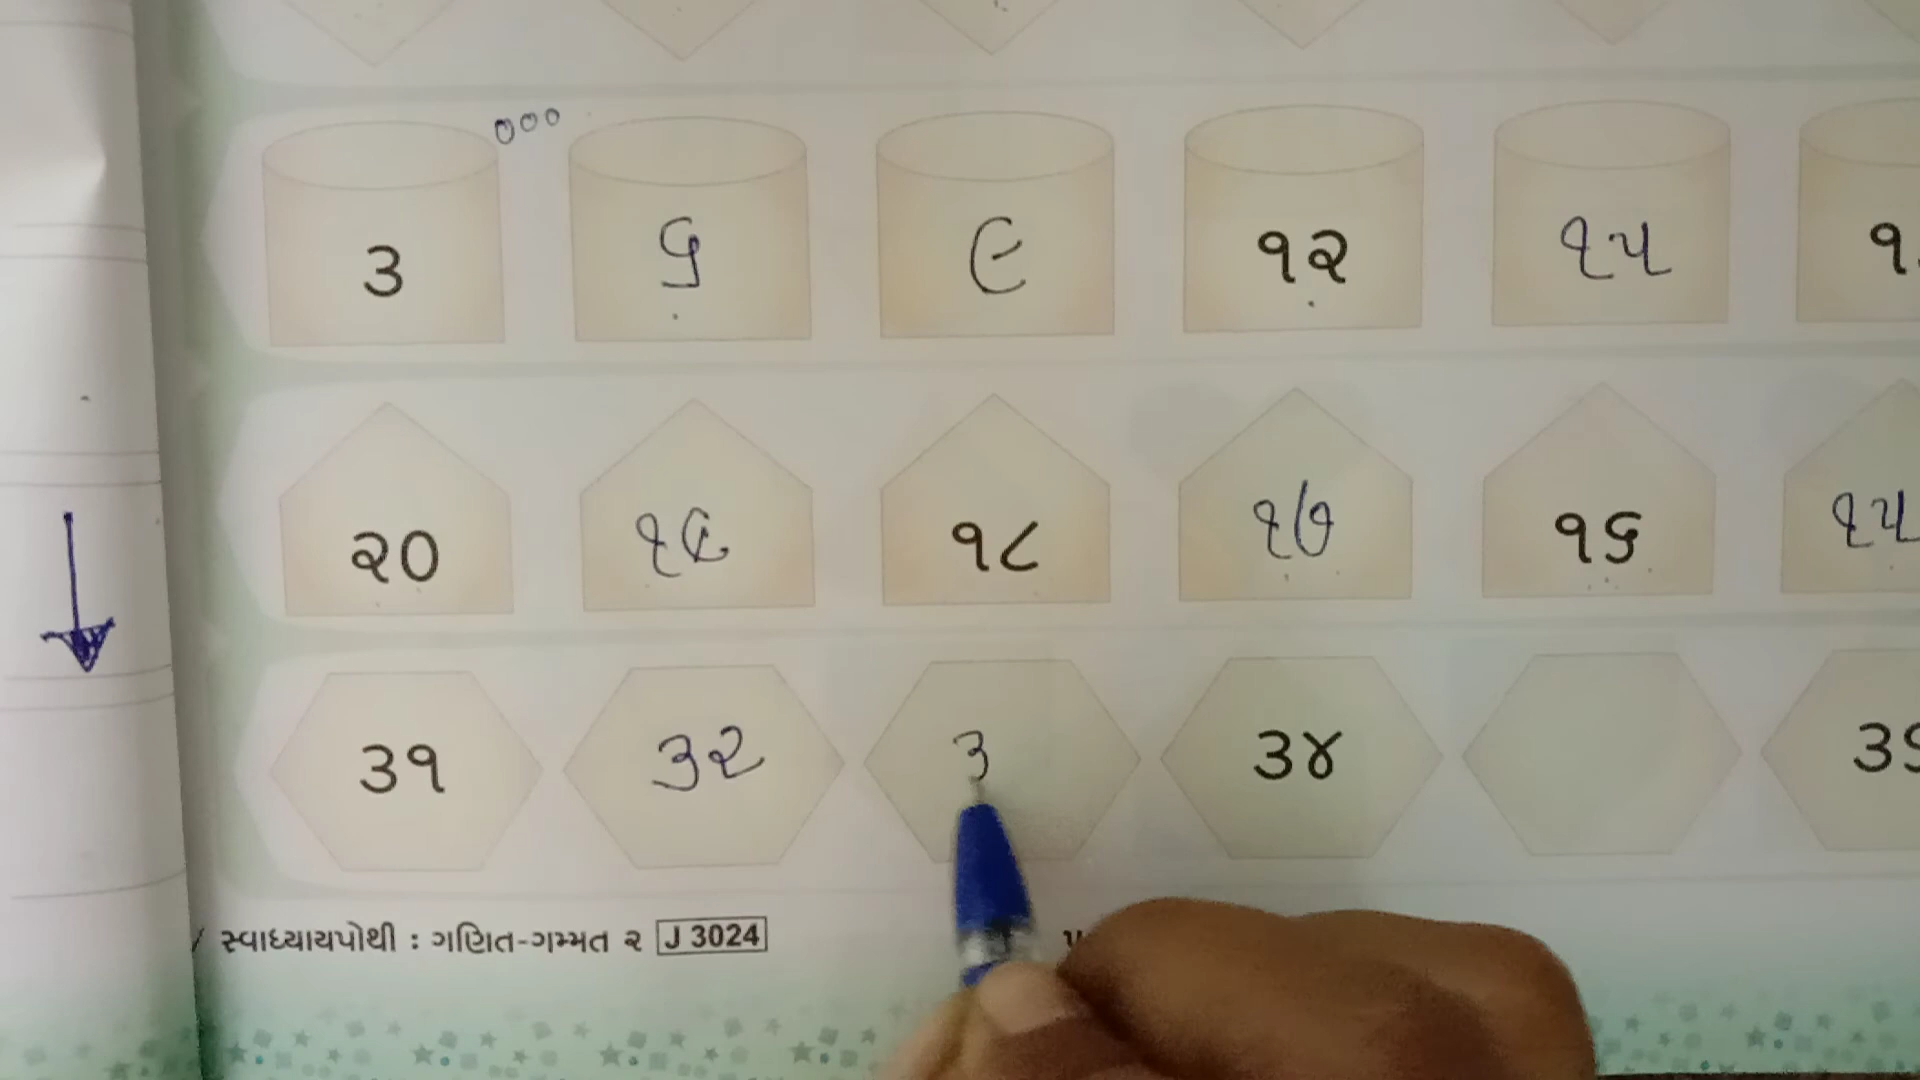 ૩ ૬ ૯ ૧૨ ૧૫
૨૦ ૧૯ ૧૮ ૧૭ ૧૬ ૧૫
૩૧ ૩૨ ૩ ૩૪
સ્વાધ્યાયપોથી : ગણિત-ગમ્મત ૨ J 3024